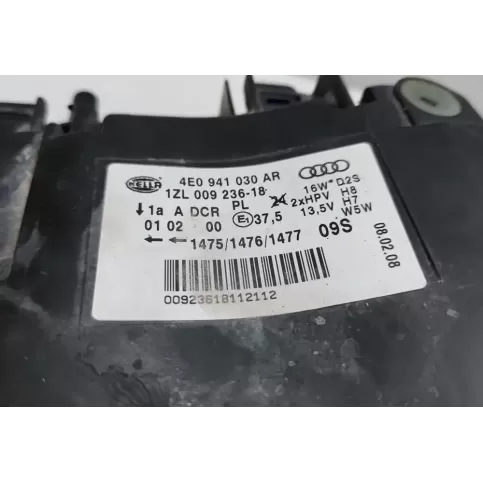 HELLA
4E0 941 030 AR
1ZL 009 236-18
16W* D2S
↓1a A DCR PL 2xHPV H8
01 02 00 E1 37,5 13,5V H7
W5W
← ← 1475/1476/1477 09S
08.02.08
00923618112112